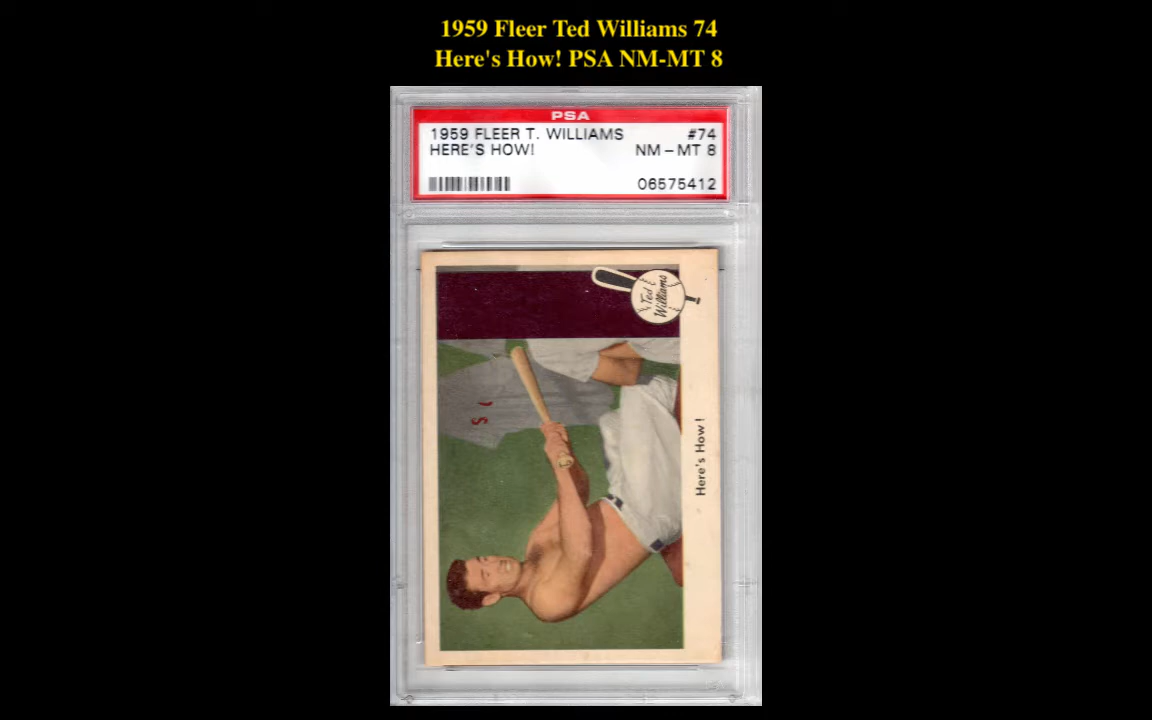 1959 Fleer Ted Williams 74
Here's How! PSA NM-MT 8
PSA
1959 FLEER T. WILLIAMS #74
HERE'S HOW! NM - MT 8
06575412
Ted
Williams
Here's How!